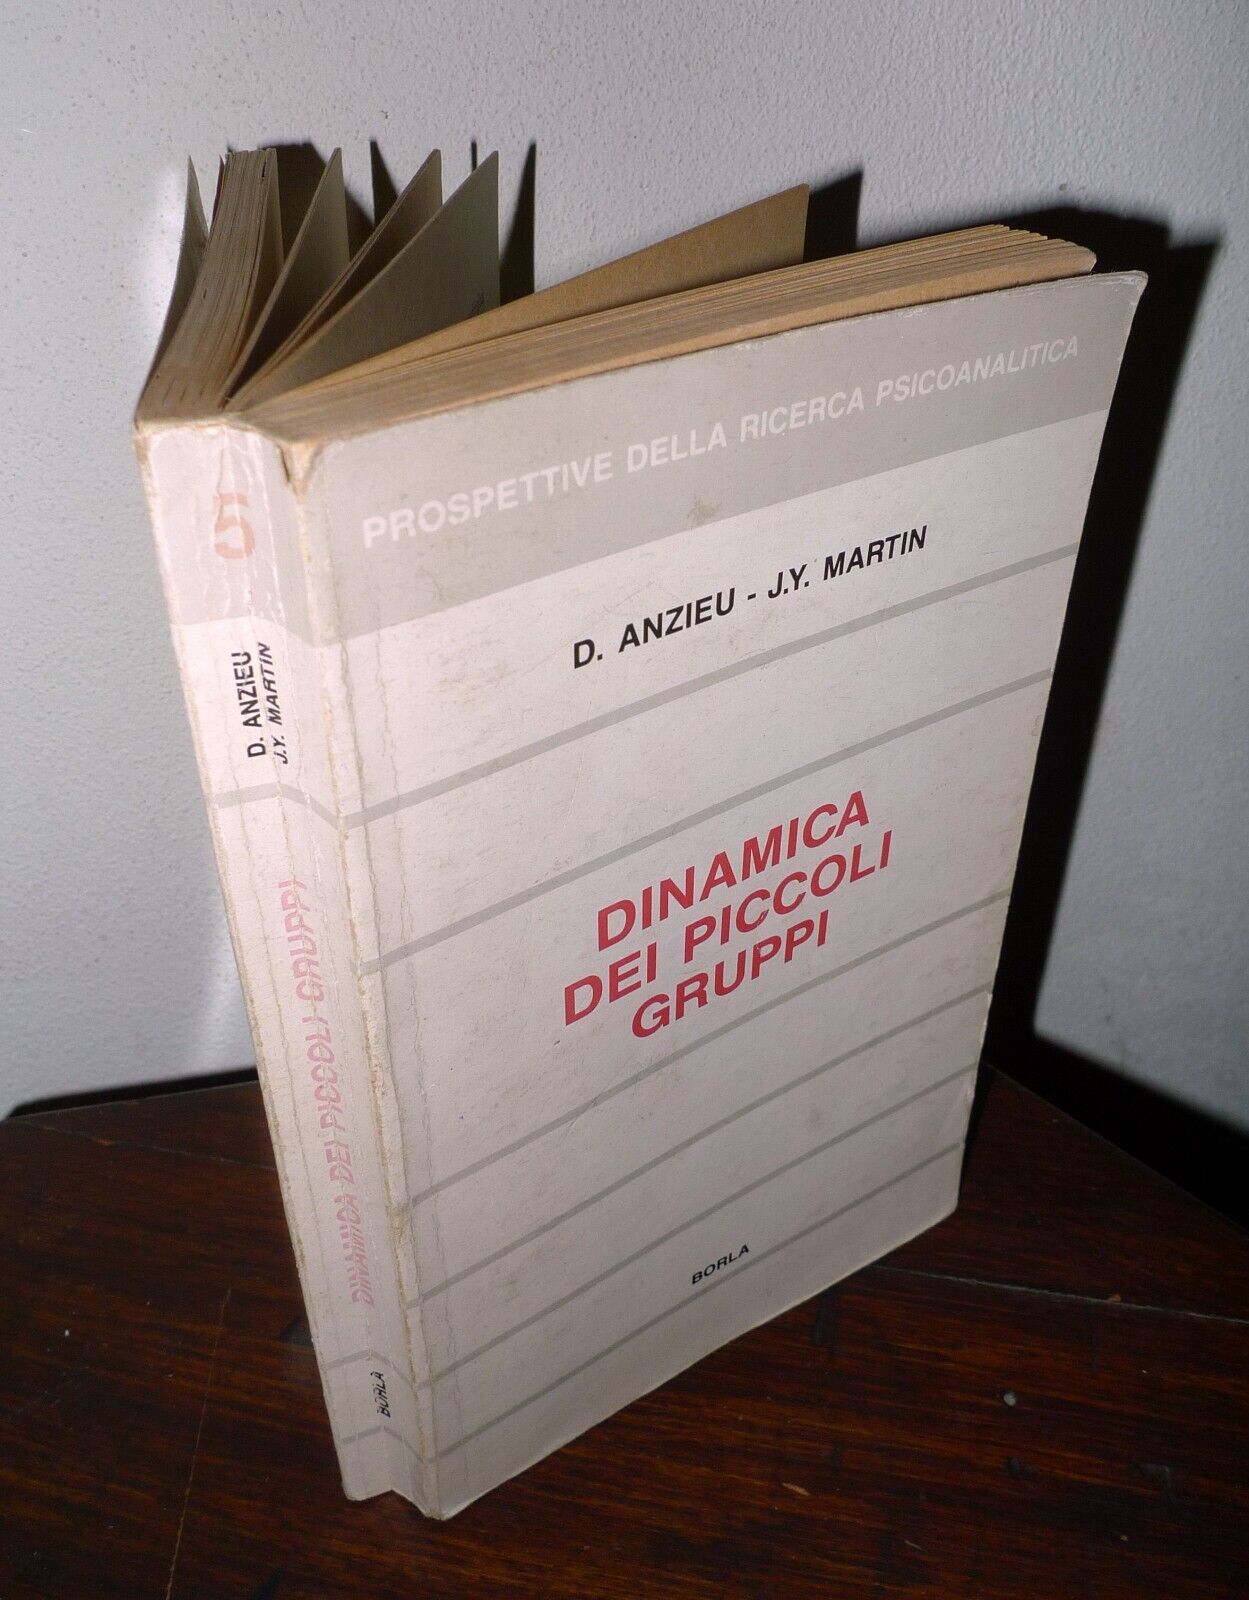 PROSPETTIVE DELLA RICERCA PSICOANALITICA
D. ANZIEU - J.Y. MARTIN
DINAMICA
DEI PICCOLI
GRUPPI
BORLA
5
D. ANZIEU
J.Y. MARTIN
DINAMICA DEI PICCOLI GRUPPI
BORLA